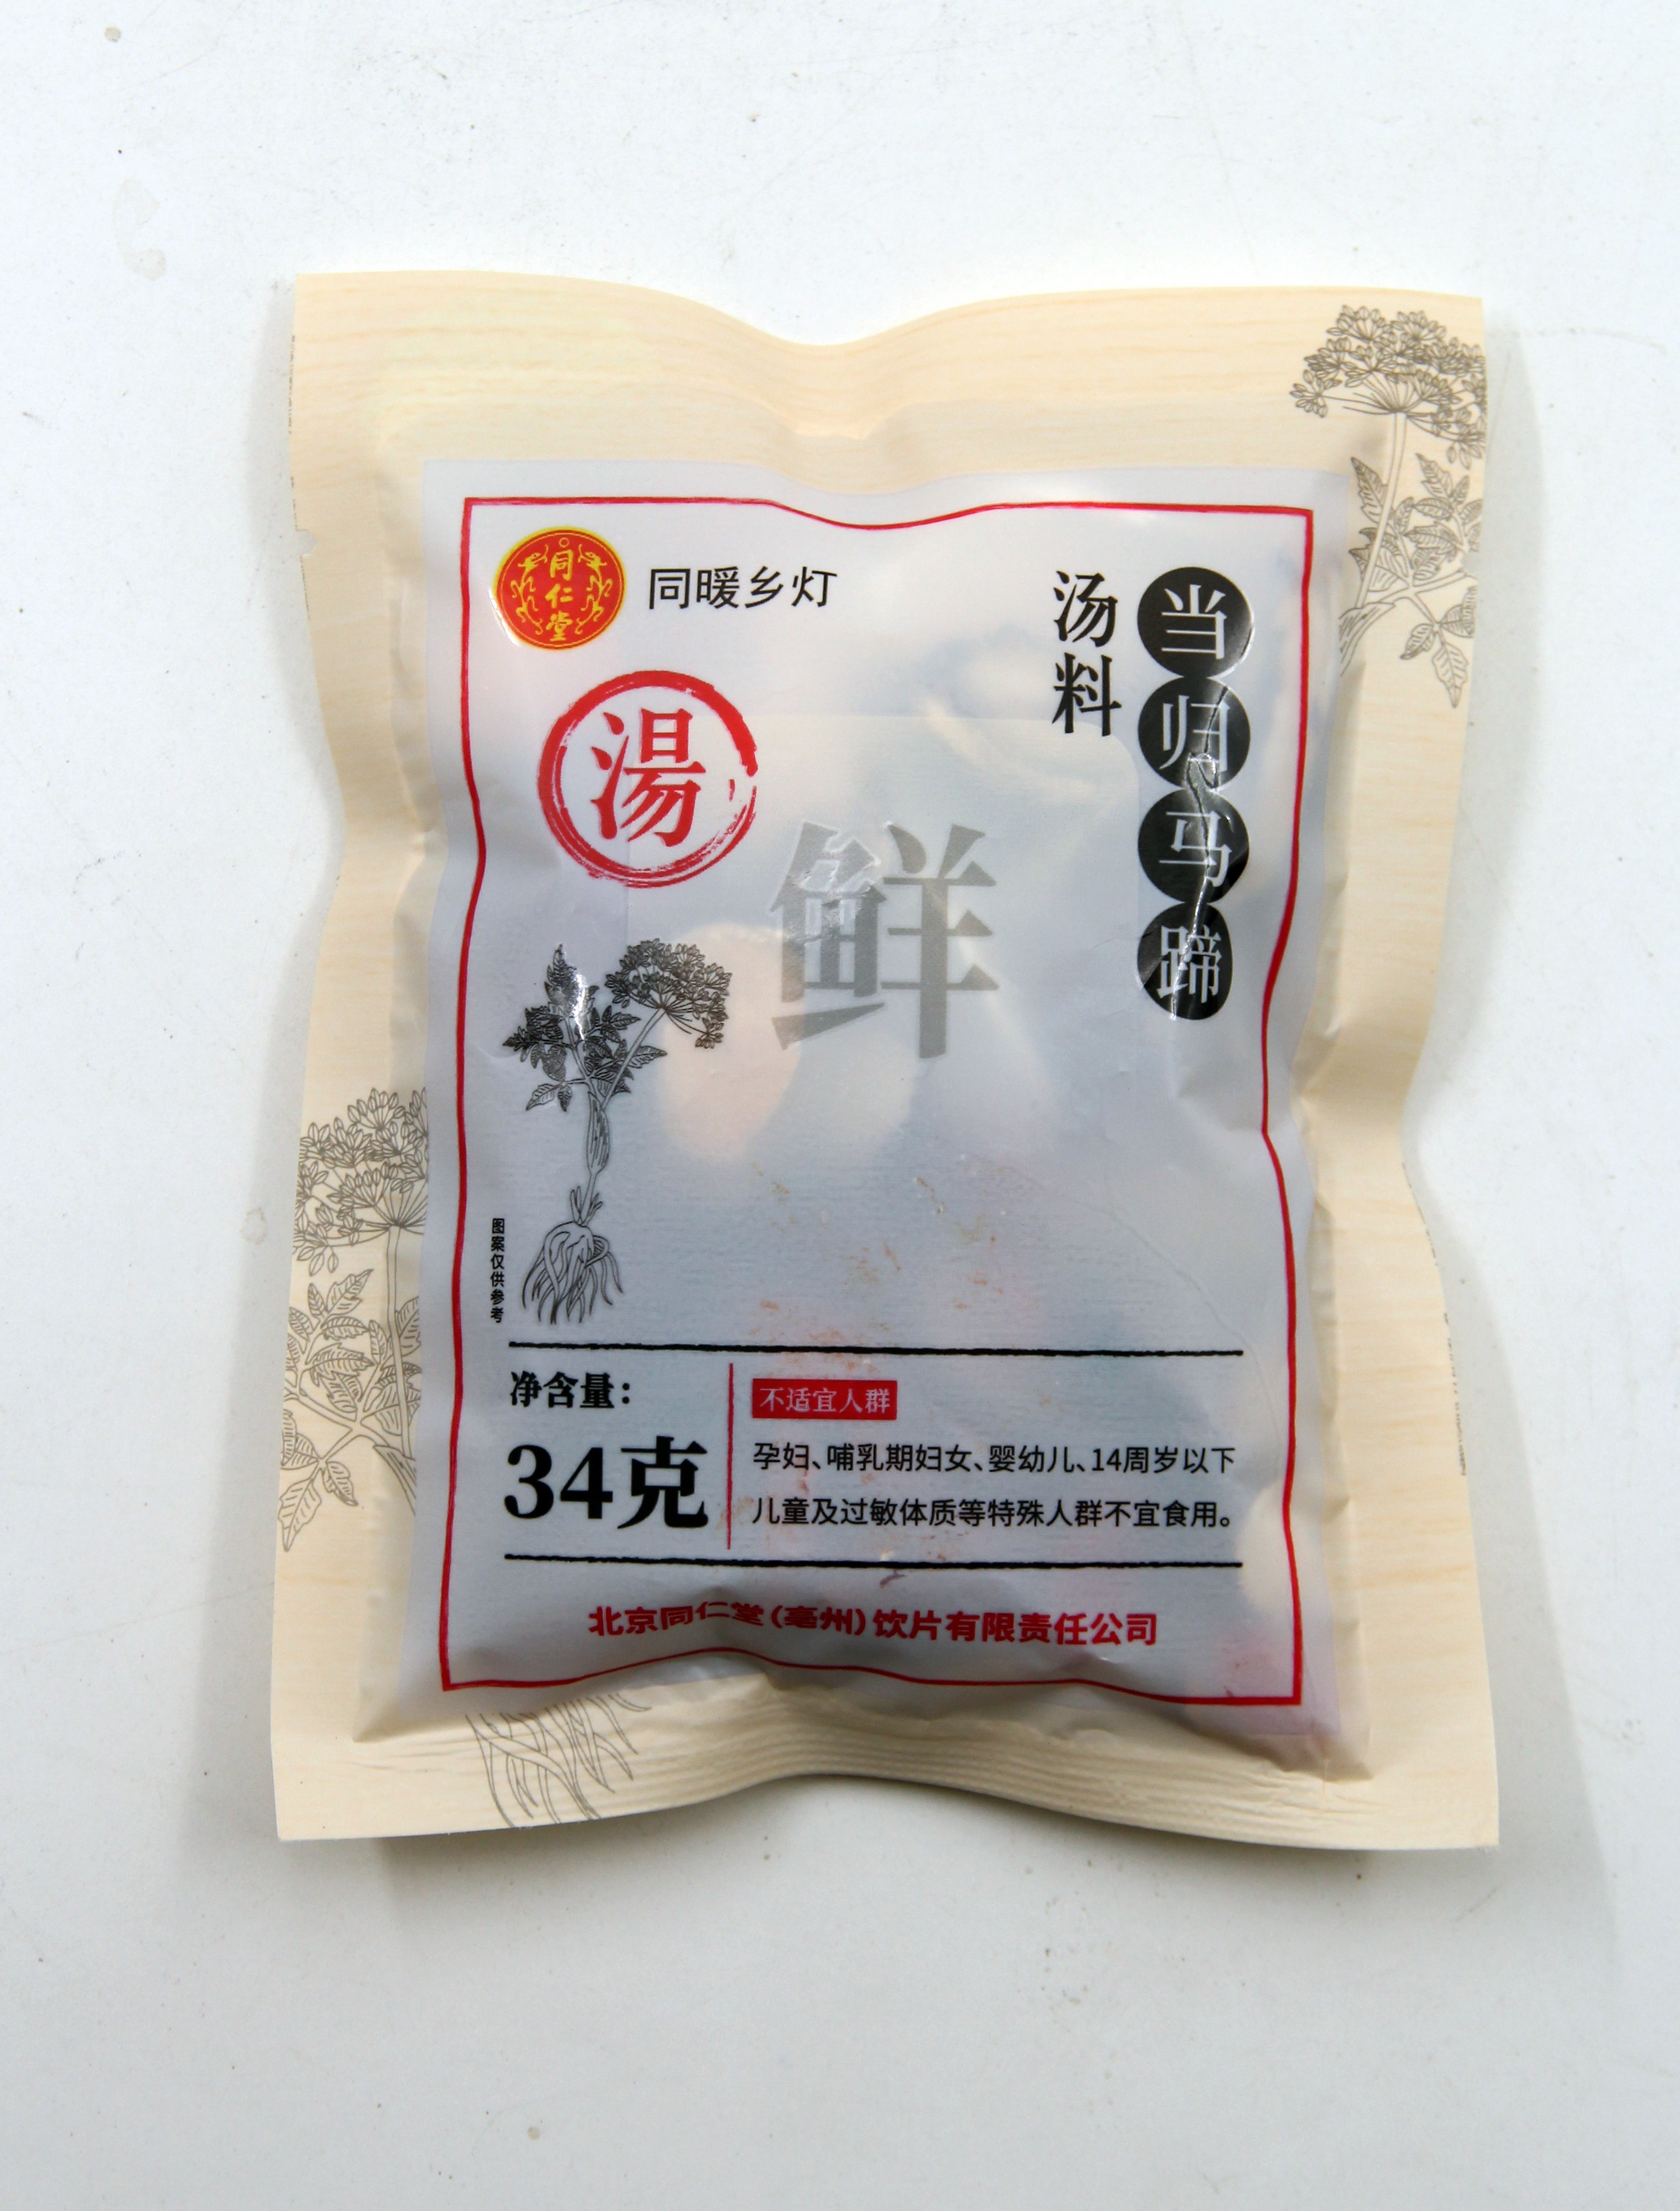 同仁堂
同暖乡灯
当归马蹄
汤料
湯
鲜
图案仅供参考
净含量：
34克
不适宜人群
孕妇、哺乳期妇女、婴幼儿、14周岁以下
儿童及过敏体质等特殊人群不宜食用。
北京同仁堂（亳州）饮片有限责任公司